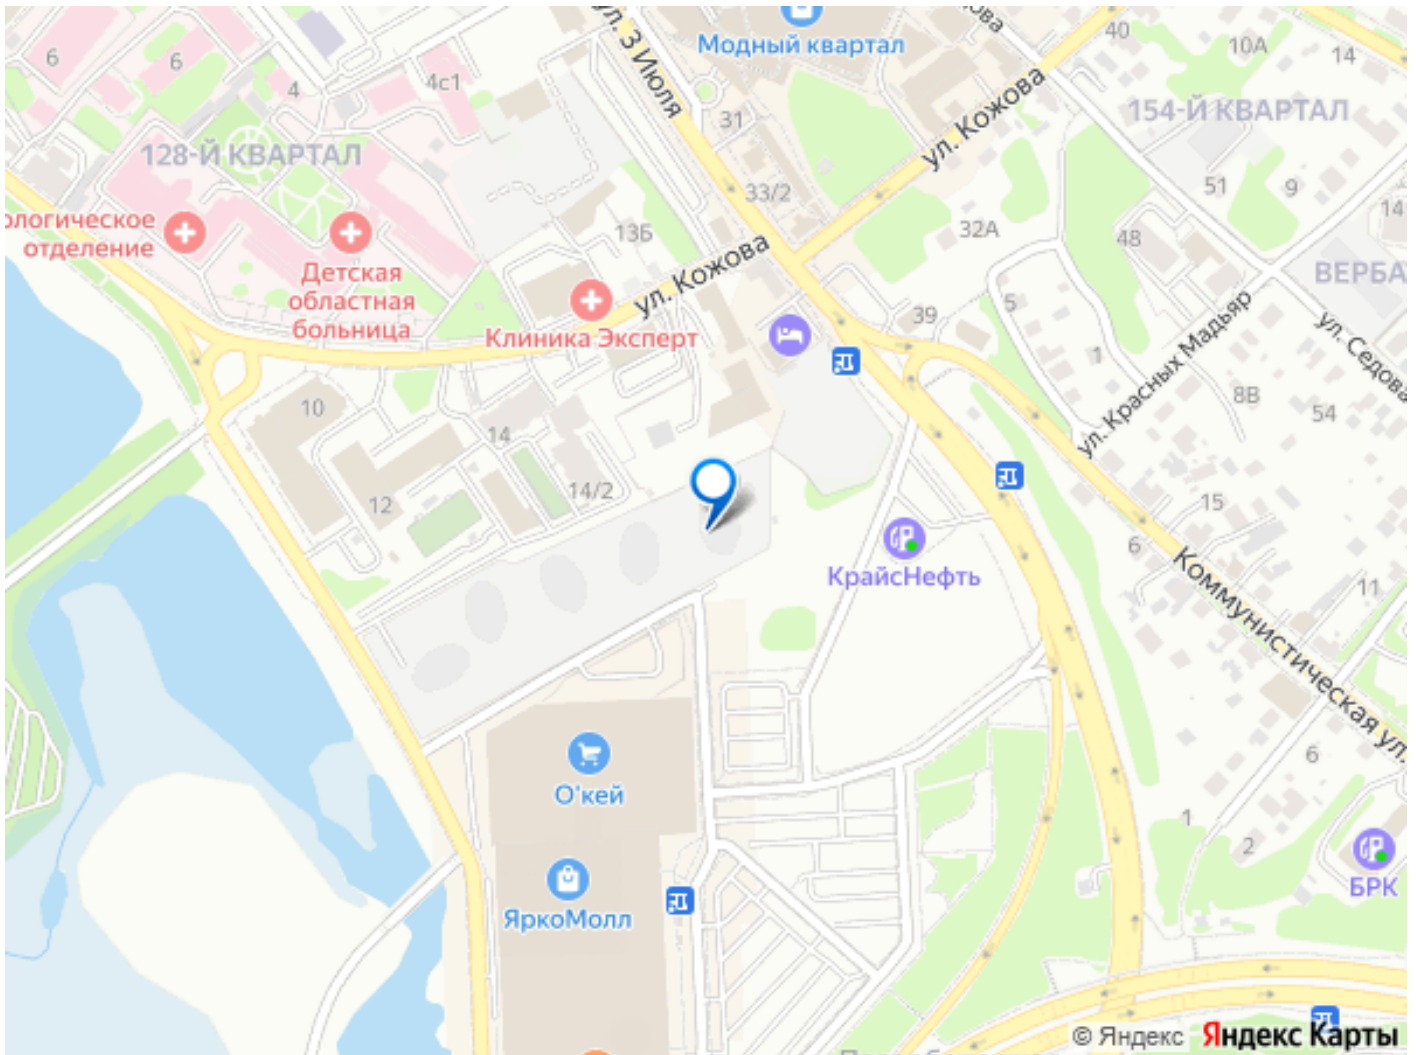 ул. 3 Июля
Модный квартал
40
10А
14
6
6
4
4с1
31
154-Й КВАРТАЛ
ул. Кожова
128-Й КВАРТАЛ
33/2
51
9
14
ологическое
отделение
13Б
32А
48
Детская
областная
больница
ул. Кожова
ВЕРБА
Клиника Эксперт
39
5
1
ул. Красных Мадьяр
ул. Седова
10
8В
54
14
12
14/2
15
КрайсНефть
6
11
Коммунистическая ул.
О'кей
6
1
2
БРК
ЯркоМолл
© Яндекс Яндекс Карты